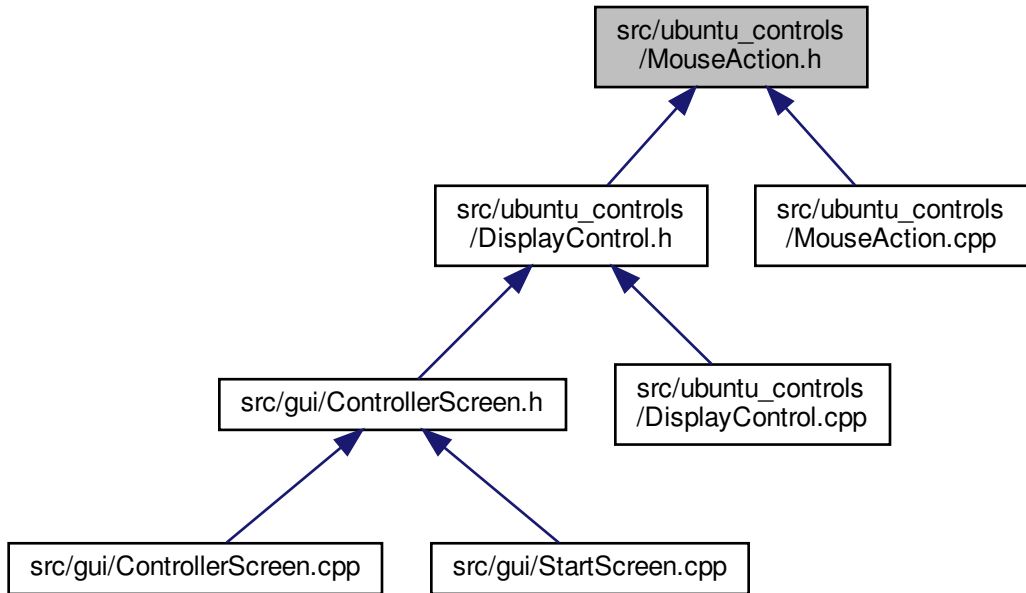 src/ubuntu_controls
/MouseAction.h
src/ubuntu_controls
/DisplayControl.h
src/ubuntu_controls
/MouseAction.cpp
src/gui/ControllerScreen.h
src/ubuntu_controls
/DisplayControl.cpp
src/gui/ControllerScreen.cpp
src/gui/StartScreen.cpp